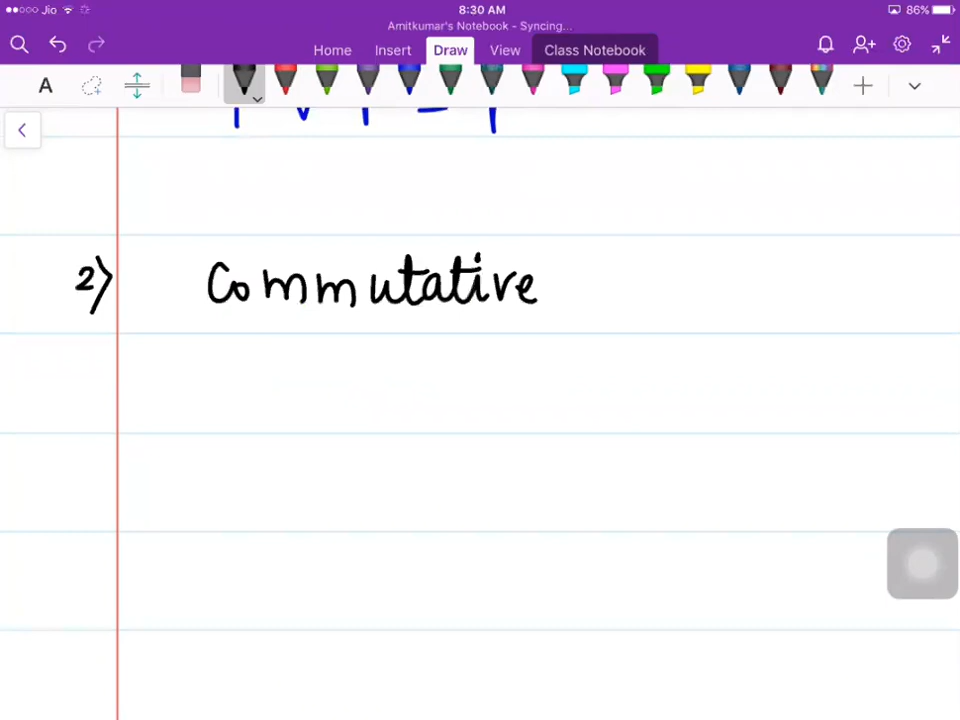 Jio 8:30 AM 86%
Amitkumar's Notebook - Syncing...
Home Insert Draw View Class Notebook
A
2) Commutative